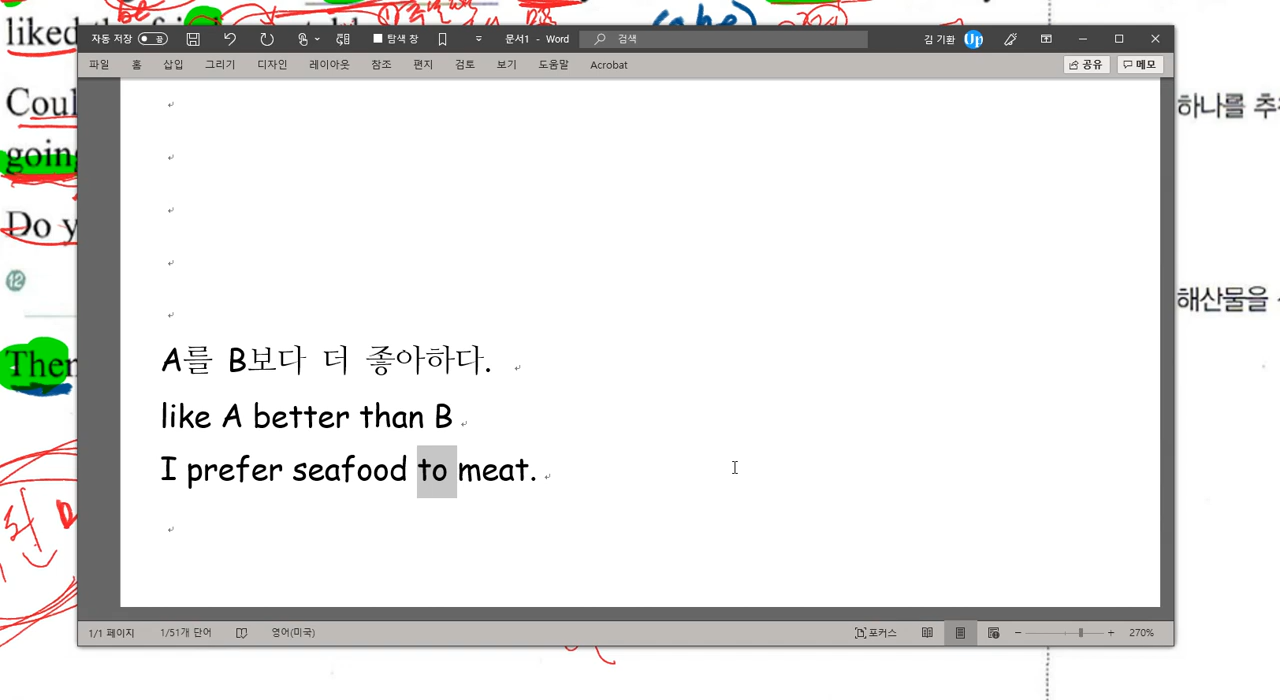 liked
자동 저장 끔 탐색 창 문서1 - Word 검색 김 기환 Up
파일 홈 삽입 그리기 디자인 레이아웃 참조 편지 검토 보기 도움말 Acrobat 공유 메모
Coul
하나를
going
Do y
⑫
해산물을
A를 B보다 더 좋아하다.
Then
like A better than B
I prefer seafood to meat.
1/1 페이지 1/51개 단어 영어(미국) 포커스 270%